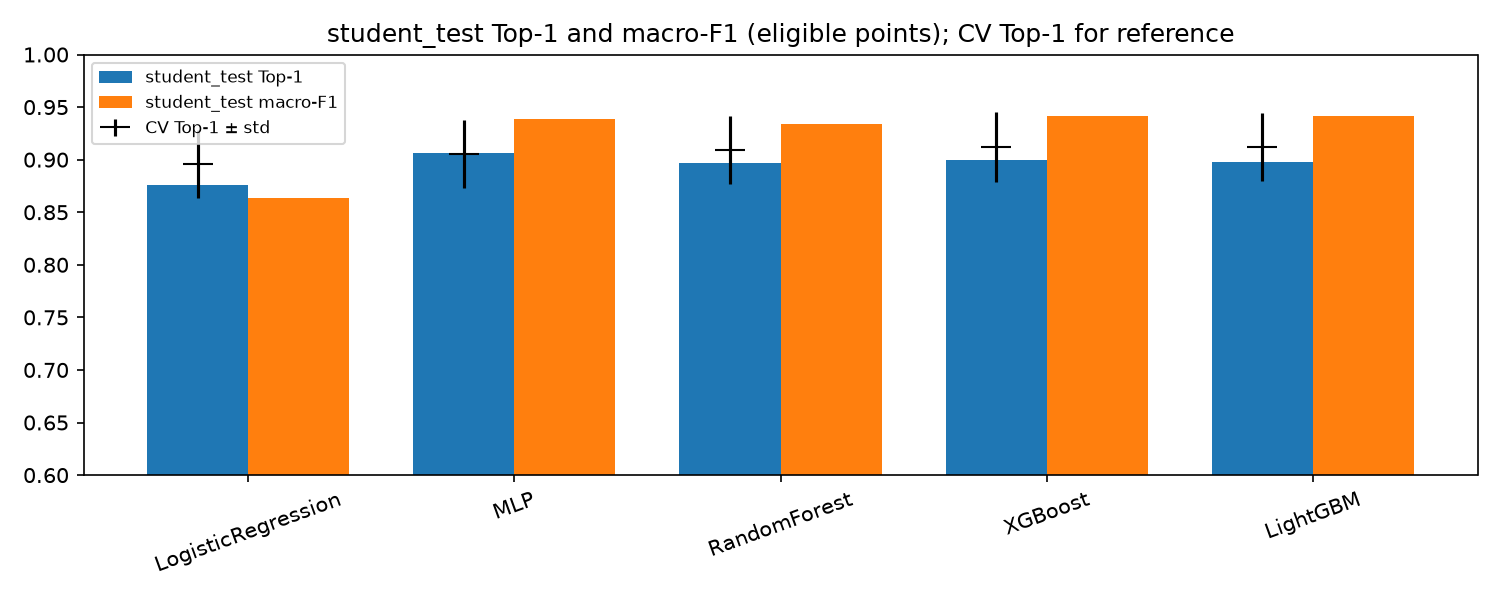 student_test Top-1 and macro-F1 (eligible points); CV Top-1 for reference
1.00
0.95
0.90
0.85
0.80
0.75
0.70
0.65
0.60
student_test Top-1
student_test macro-F1
CV Top-1 ± std
LogisticRegression
MLP
RandomForest
XGBoost
LightGBM